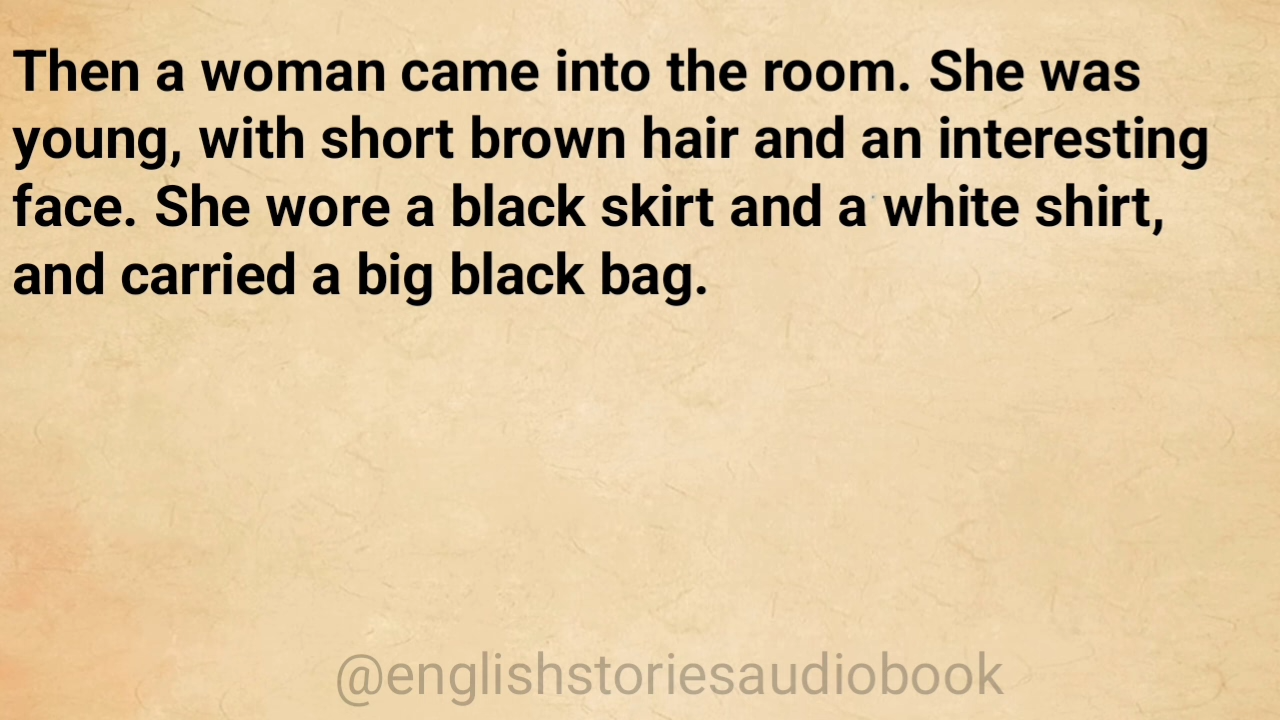 Then a woman came into the room. She was
young, with short brown hair and an interesting
face. She wore a black skirt and a white shirt,
and carried a big black bag.
@englishstoriesaudiobook